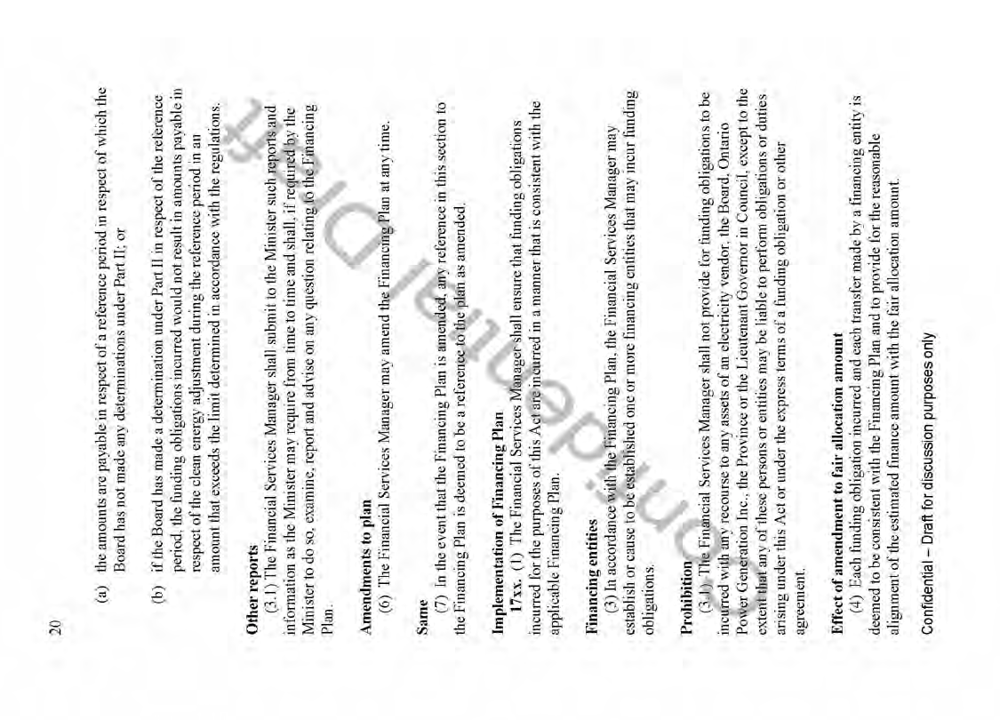 20
(a) the amounts are payable in respect of a reference period in respect of which the
Board has not made any determinations under Part II; or
(b) if the Board has made a determination under Part II in respect of the reference
period, the funding obligations incurred would not result in amounts payable in
respect of the clean energy adjustment during the reference period in an
amount that exceeds the limit determined in accordance with the regulations.
Other reports
(3.1) The Financial Services Manager shall submit to the Minister such reports and
information as the Minister may require from time to time and shall, if required by the
Minister to do so, examine, report and advise on any question relating to the Financing
Plan.
Amendments to plan
(6) The Financial Services Manager may amend the Financing Plan at any time.
Same
(7) In the event that the Financing Plan is amended, any reference in this section to
the Financing Plan is deemed to be a reference to the plan as amended.
Implementation of Financing Plan
17xx. (1) The Financial Services Manager shall ensure that funding obligations
incurred for the purposes of this Act are incurred in a manner that is consistent with the
applicable Financing Plan.
Financing entities
(3) In accordance with the Financing Plan, the Financial Services Manager may
establish or cause to be established one or more financing entities that may incur funding
obligations.
Prohibition
(3.1) The Financial Services Manager shall not provide for funding obligations to be
incurred with any recourse to any assets of an electricity vendor, the Board, Ontario
Power Generation Inc., the Province or the Lieutenant Governor in Council, except to the
extent that any of these persons or entities may be liable to perform obligations or duties
arising under this Act or under the express terms of a funding obligation or other
agreement.
Effect of amendment to fair allocation amount
(4) Each funding obligation incurred and each transfer made by a financing entity is
deemed to be consistent with the Financing Plan and to provide for the reasonable
alignment of the estimated finance amount with the fair allocation amount.
Confidential – Draft for discussion purposes only
Confidential Draft